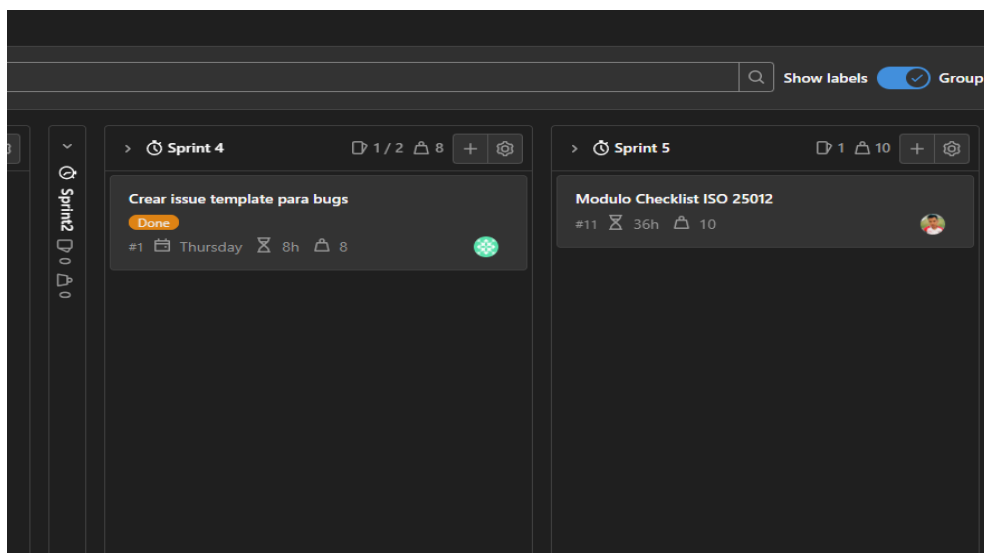 Show labels Group
Sprint2 0 0
Sprint 4 1 / 2 8
Crear issue template para bugs
Done
#1 Thursday 8h 8
Sprint 5 1 10
Modulo Checklist ISO 25012
#11 36h 10